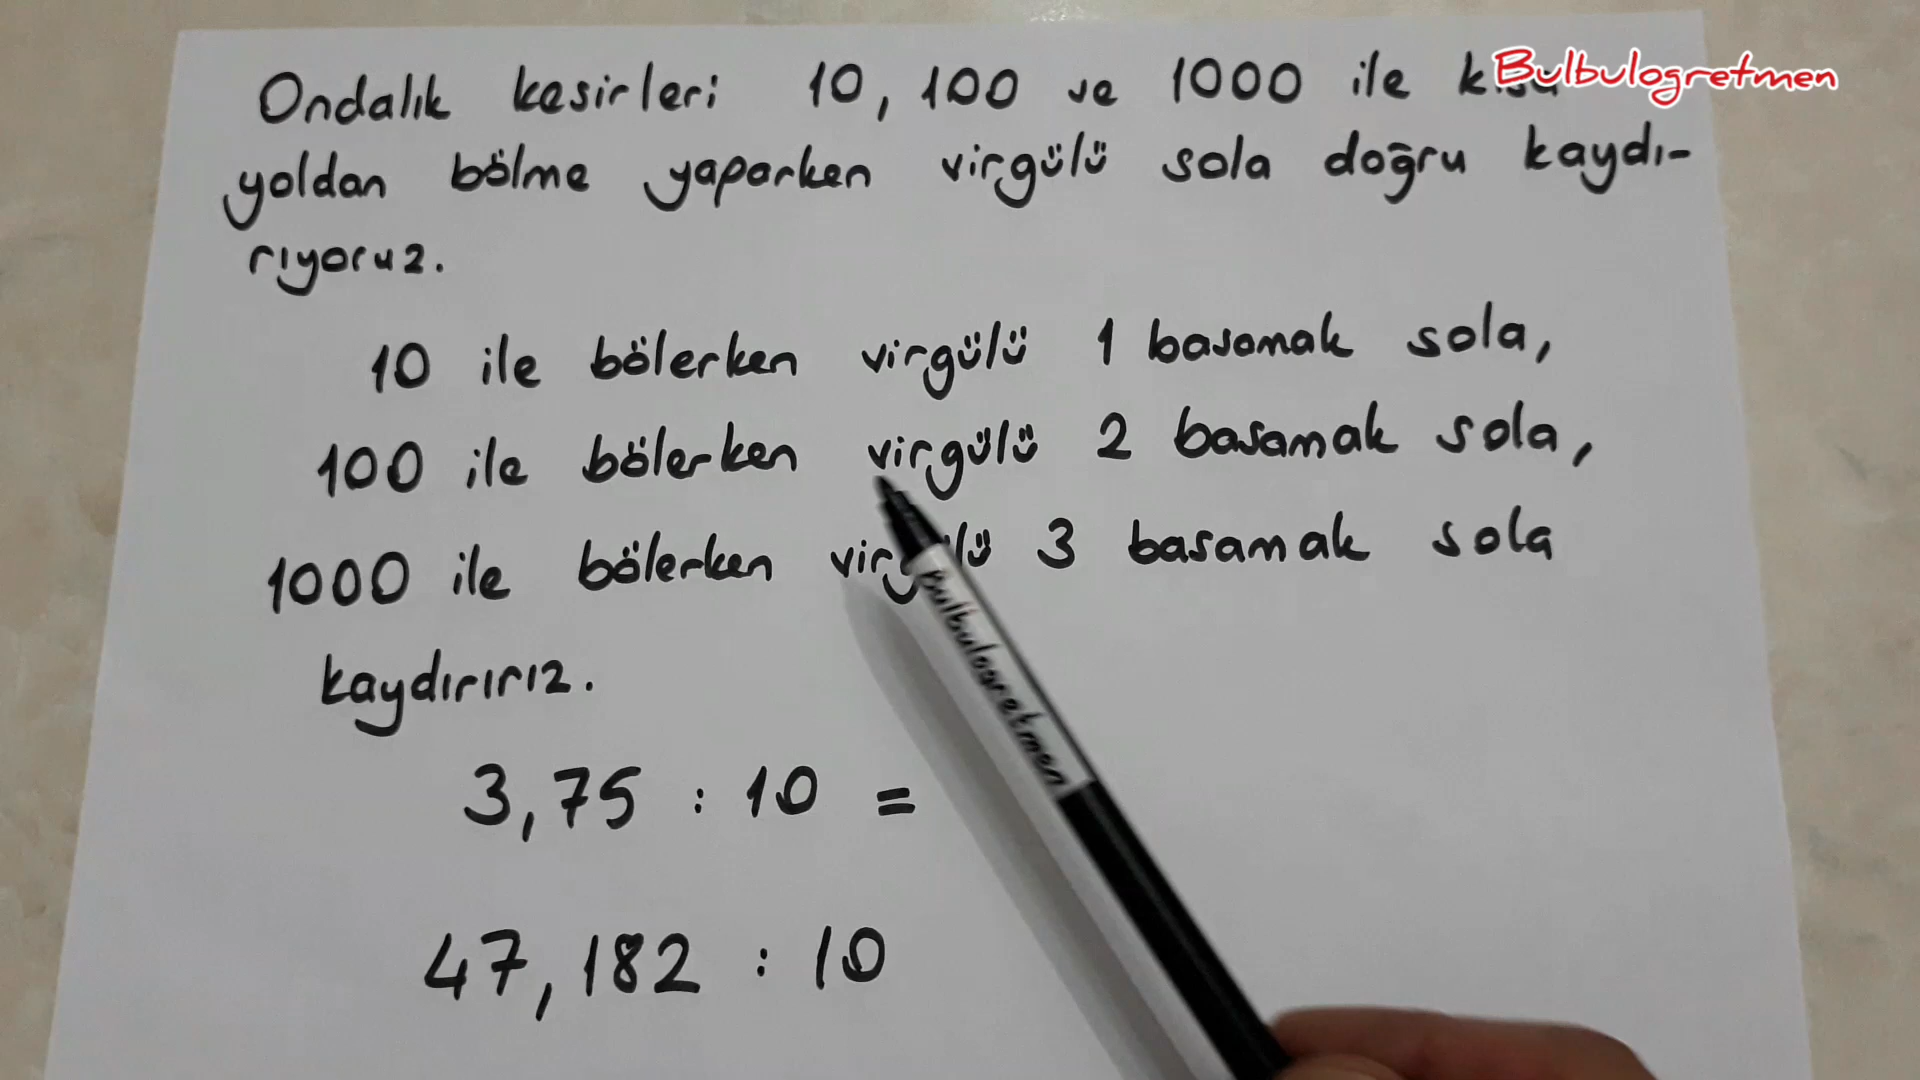 Ondalık kesirleri 10, 100 ve 1000 ile
Bulbulogretmen
yoldan bölme yaparken virgülü sola doğru kaydı-
rıyoruz.
10 ile bölerken virgülü 1 basamak sola,
100 ile bölerken virgülü 2 basamak sola,
1000 ile bölerken 3 basamak sola
kaydırırız.
Bulbulogretmen
3,75 : 10 =
47,182 : 10